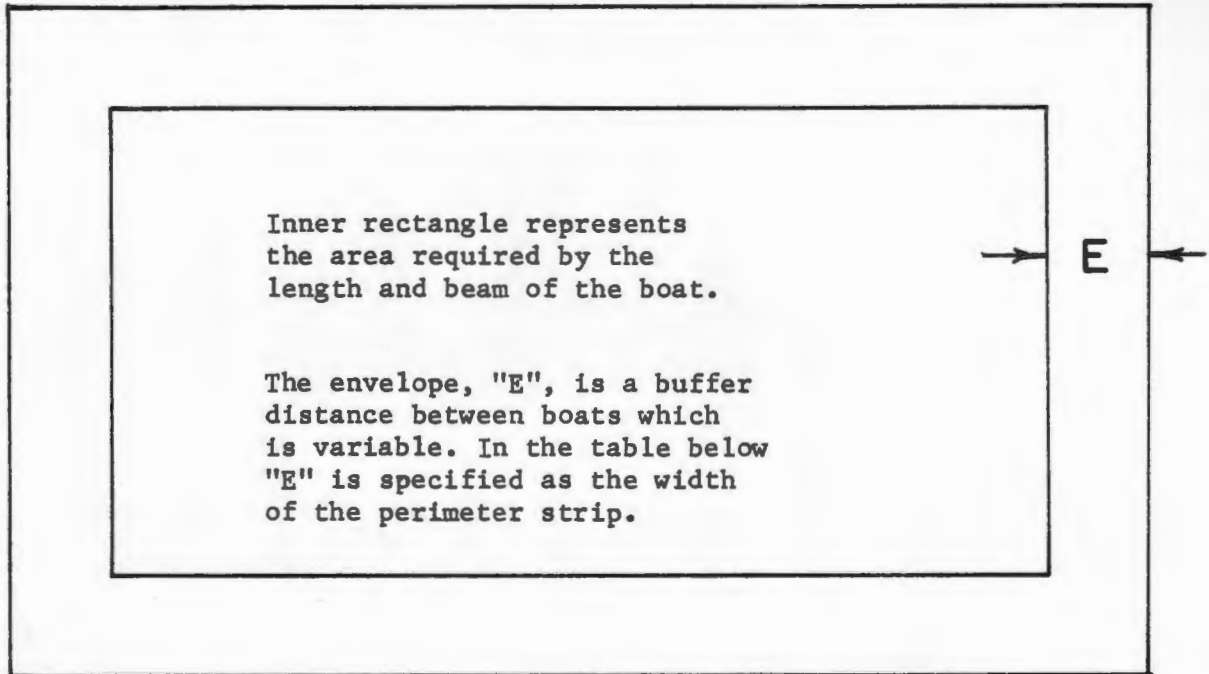 Inner rectangle represents
the area required by the
length and beam of the boat.
E
The envelope, "E", is a buffer
distance between boats which
is variable. In the table below
"E" is specified as the width
of the perimeter strip.